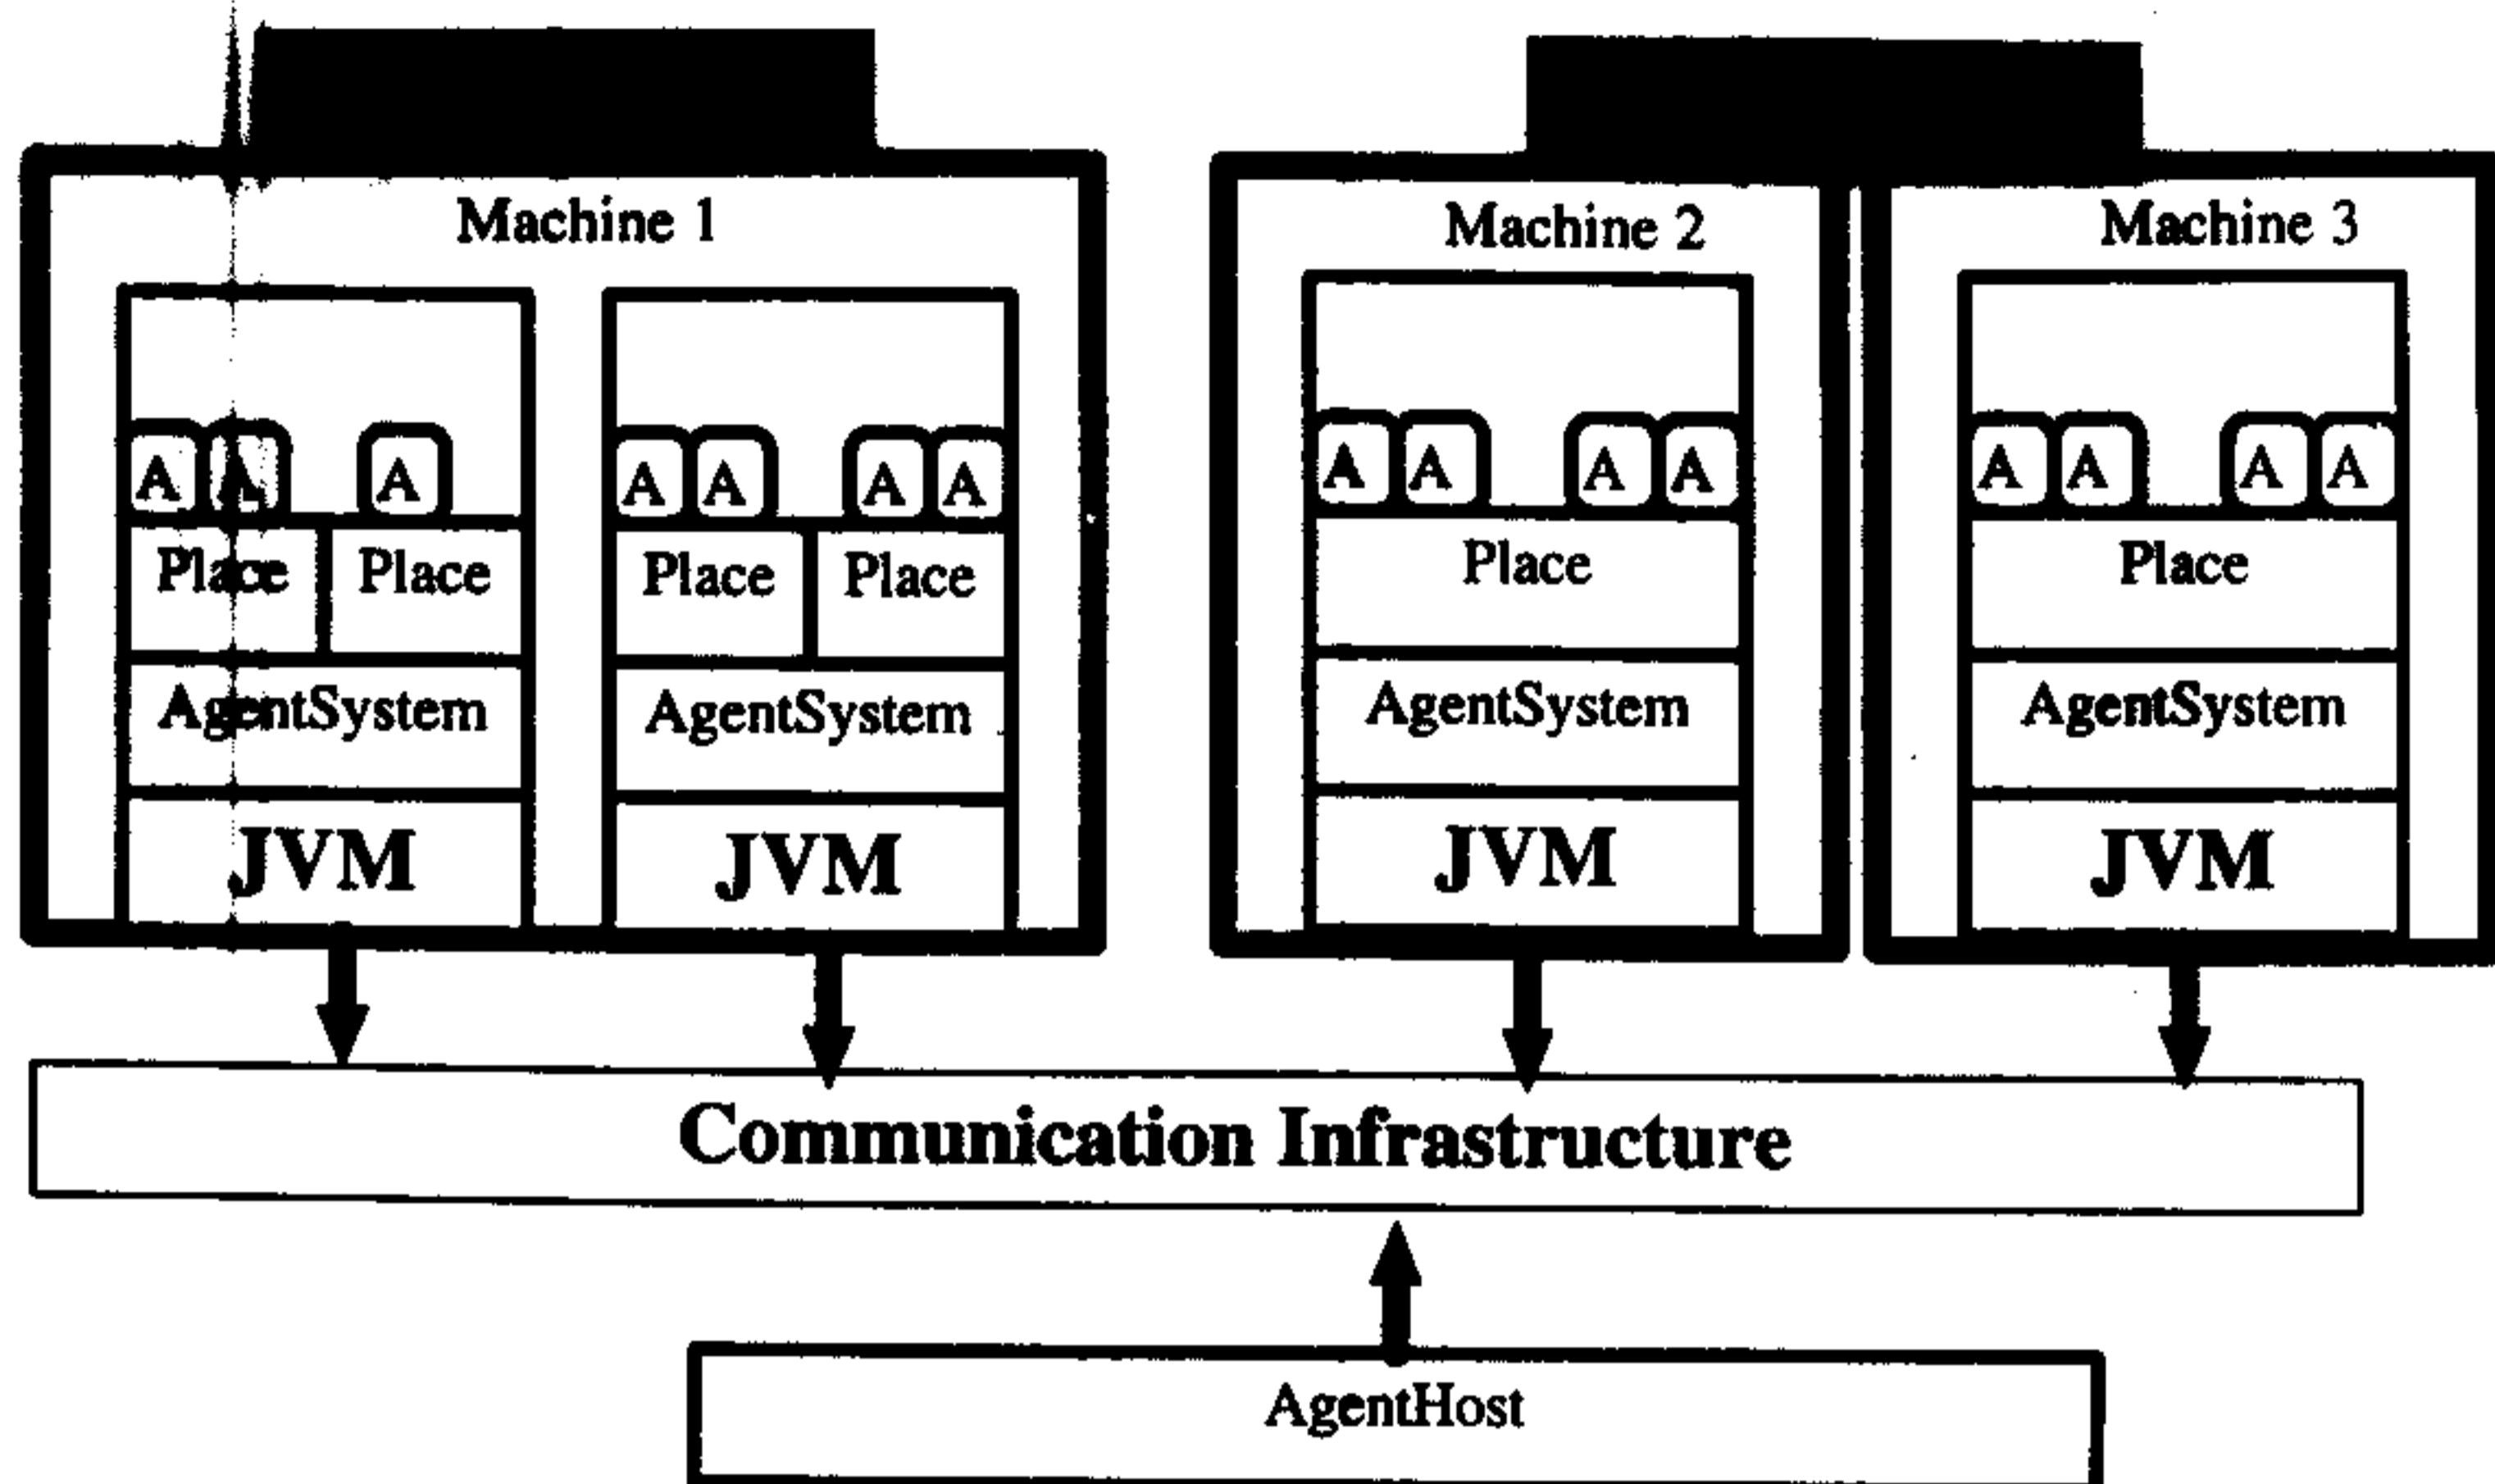 Machine 1
Machine 2
Machine 3
A A A
A A A A
A A A A
A A A A
Place Place
Place Place
Place
Place
AgentSystem
AgentSystem
AgentSystem
AgentSystem
JVM
JVM
JVM
JVM
Communication Infrastructure
AgentHost